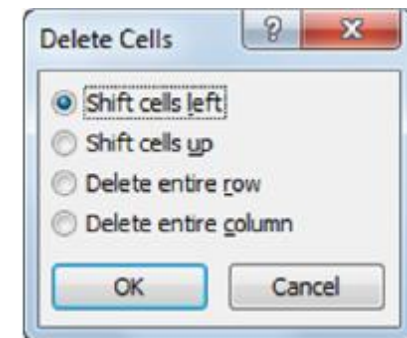 Delete Cells
Shift cells left
Shift cells up
Delete entire row
Delete entire column
OK Cancel